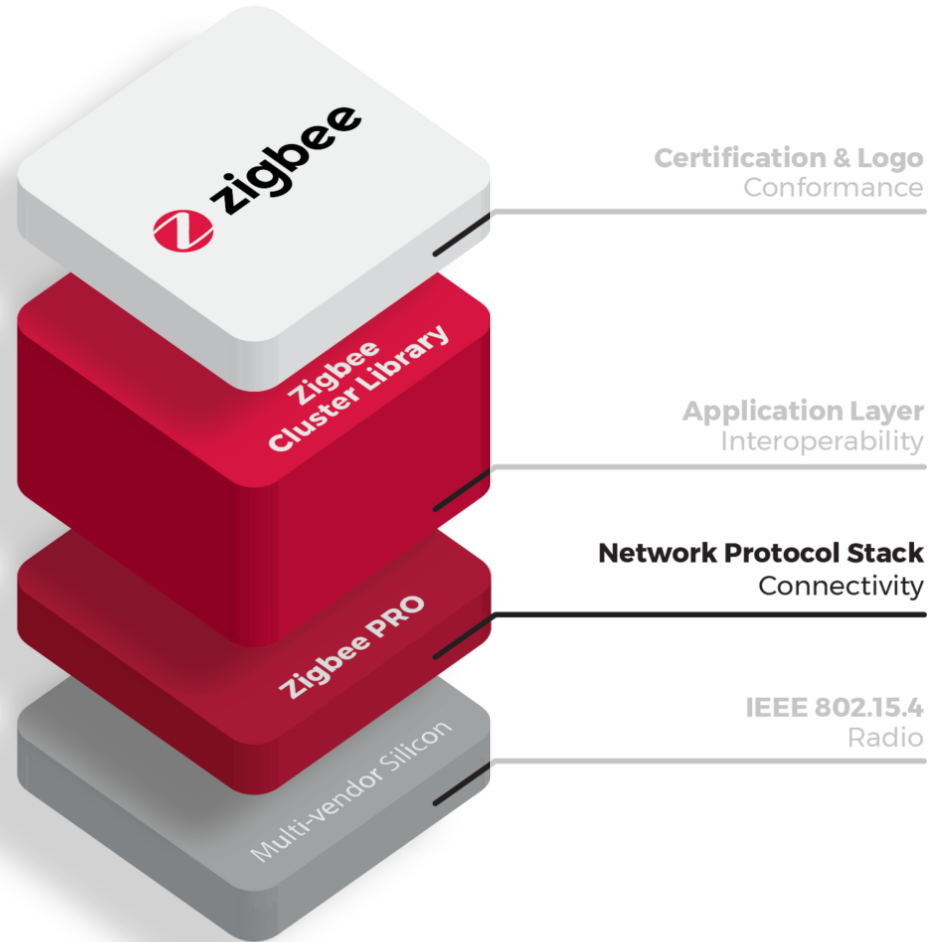 zigbee
Certification & Logo
Conformance
Zigbee
Cluster Library
Application Layer
Interoperability
Network Protocol Stack
Connectivity
Zigbee PRO
IEEE 802.15.4
Radio
Multi-vendor Silicon